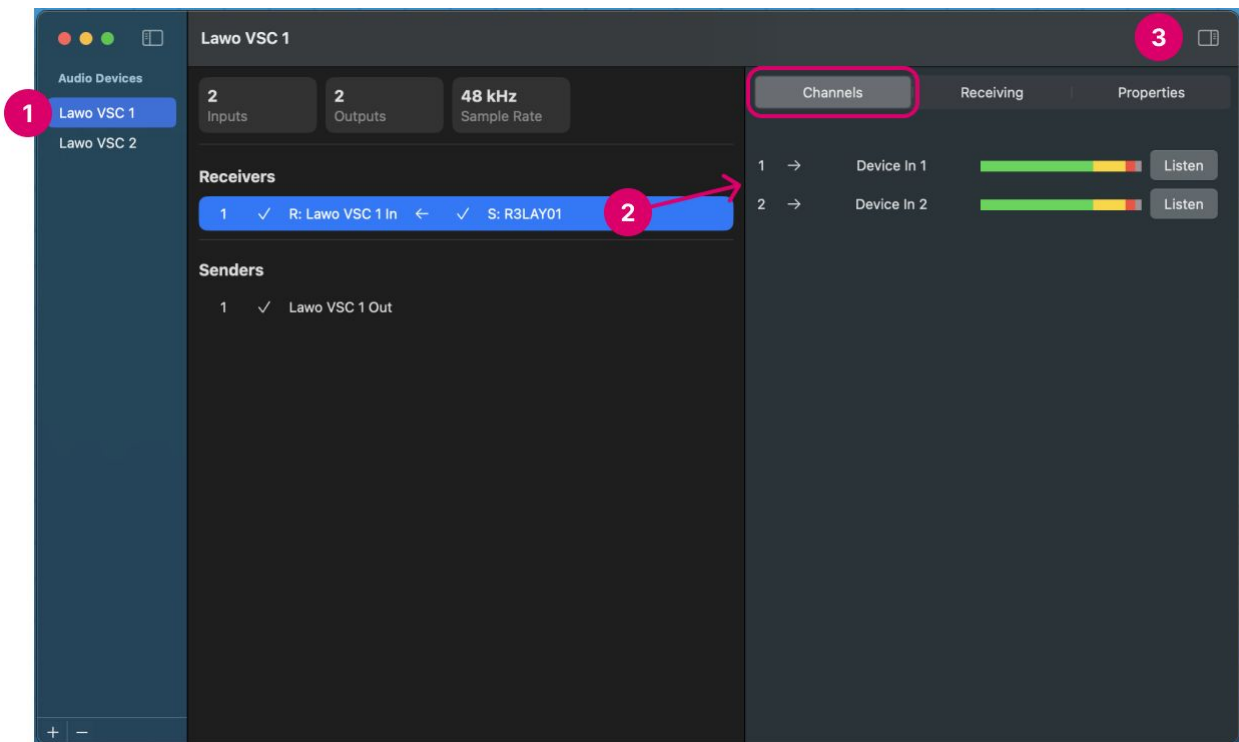 Lawo VSC 1
3
Audio Devices
1
Lawo VSC 1
Lawo VSC 2
2
Inputs
2
Outputs
48 kHz
Sample Rate
Receivers
1 ✓ R: Lawo VSC 1 In ← ✓ S: R3LAY01
2
Senders
1 ✓ Lawo VSC 1 Out
Channels Receiving Properties
1 → Device In 1 Listen
2 → Device In 2 Listen
+ −